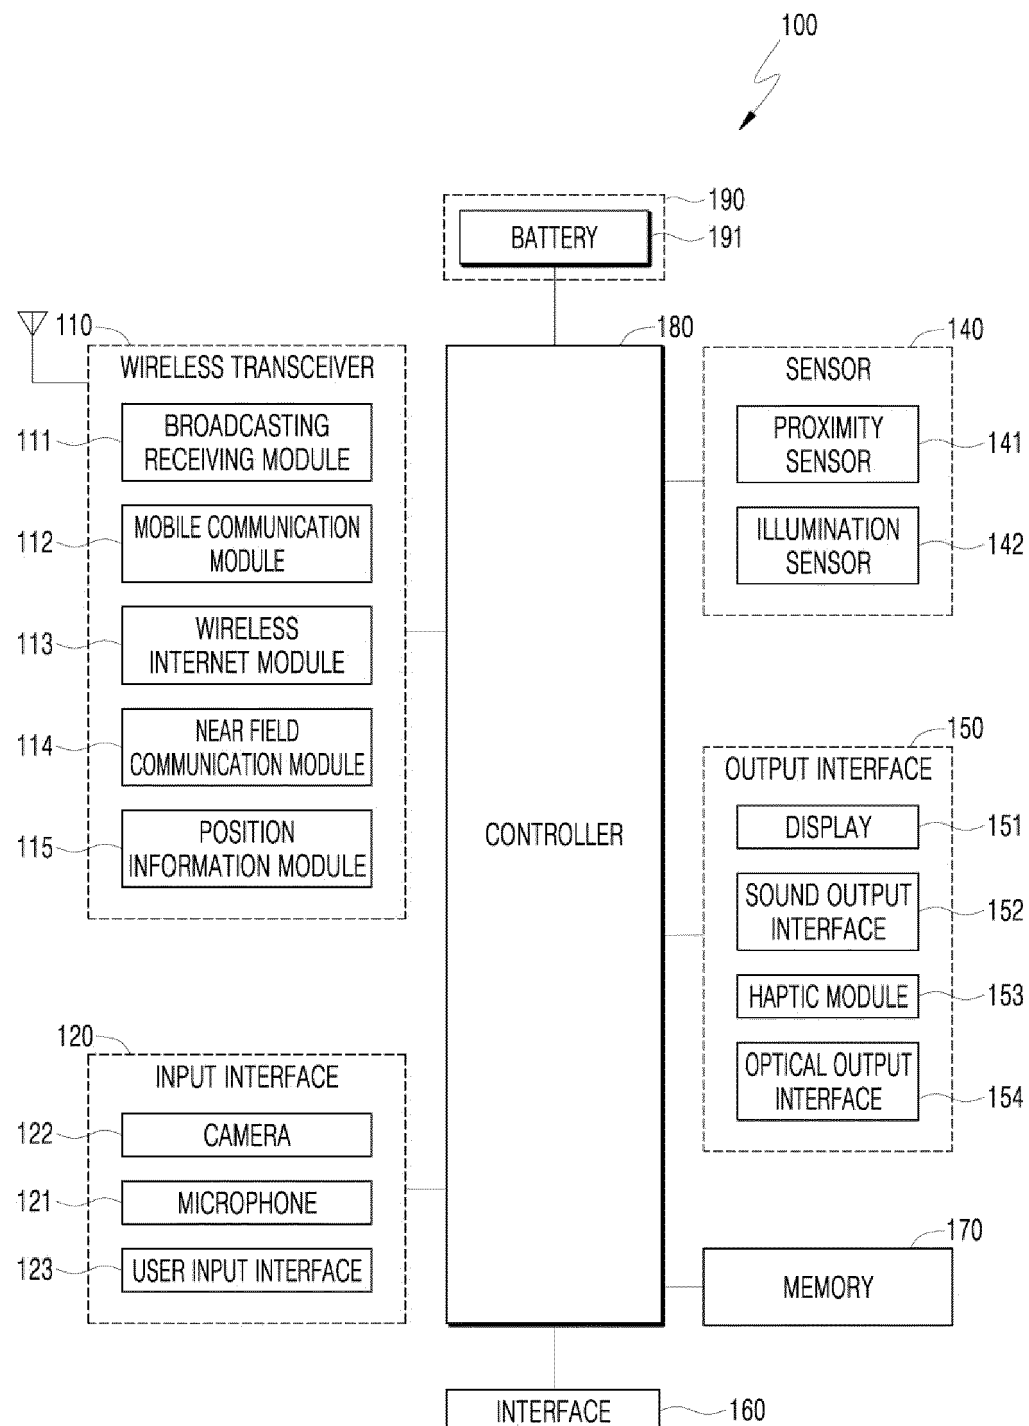 100
190
BATTERY
191
110
180
140
WIRELESS TRANSCEIVER
SENSOR
111
BROADCASTING
RECEIVING MODULE
PROXIMITY
SENSOR
141
112
MOBILE COMMUNICATION
MODULE
ILLUMINATION
SENSOR
142
113
WIRELESS
INTERNET MODULE
114
NEAR FIELD
COMMUNICATION MODULE
150
OUTPUT INTERFACE
115
POSITION
INFORMATION MODULE
CONTROLLER
DISPLAY
151
SOUND OUTPUT
INTERFACE
152
HAPTIC MODULE
153
120
INPUT INTERFACE
OPTICAL OUTPUT
INTERFACE
154
122
CAMERA
121
MICROPHONE
123
USER INPUT INTERFACE
170
MEMORY
INTERFACE
160